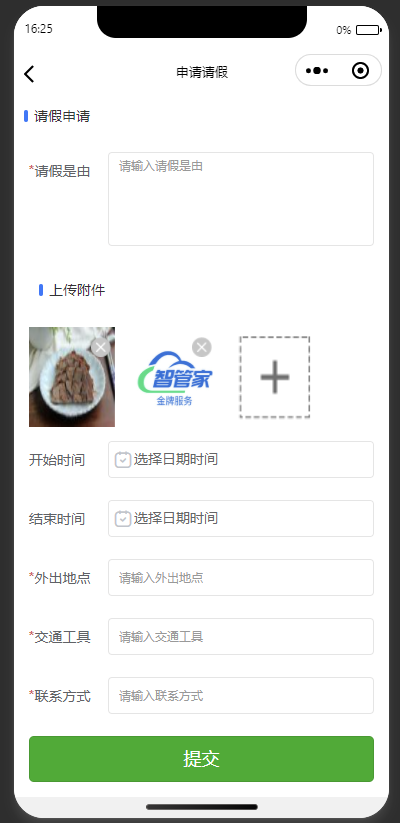 16:25
0%
申请请假
请假申请
*请假是由
请输入请假是由
上传附件
智管家
金牌服务
开始时间
选择日期时间
结束时间
选择日期时间
*外出地点
请输入外出地点
*交通工具
请输入交通工具
*联系方式
请输入联系方式
提交